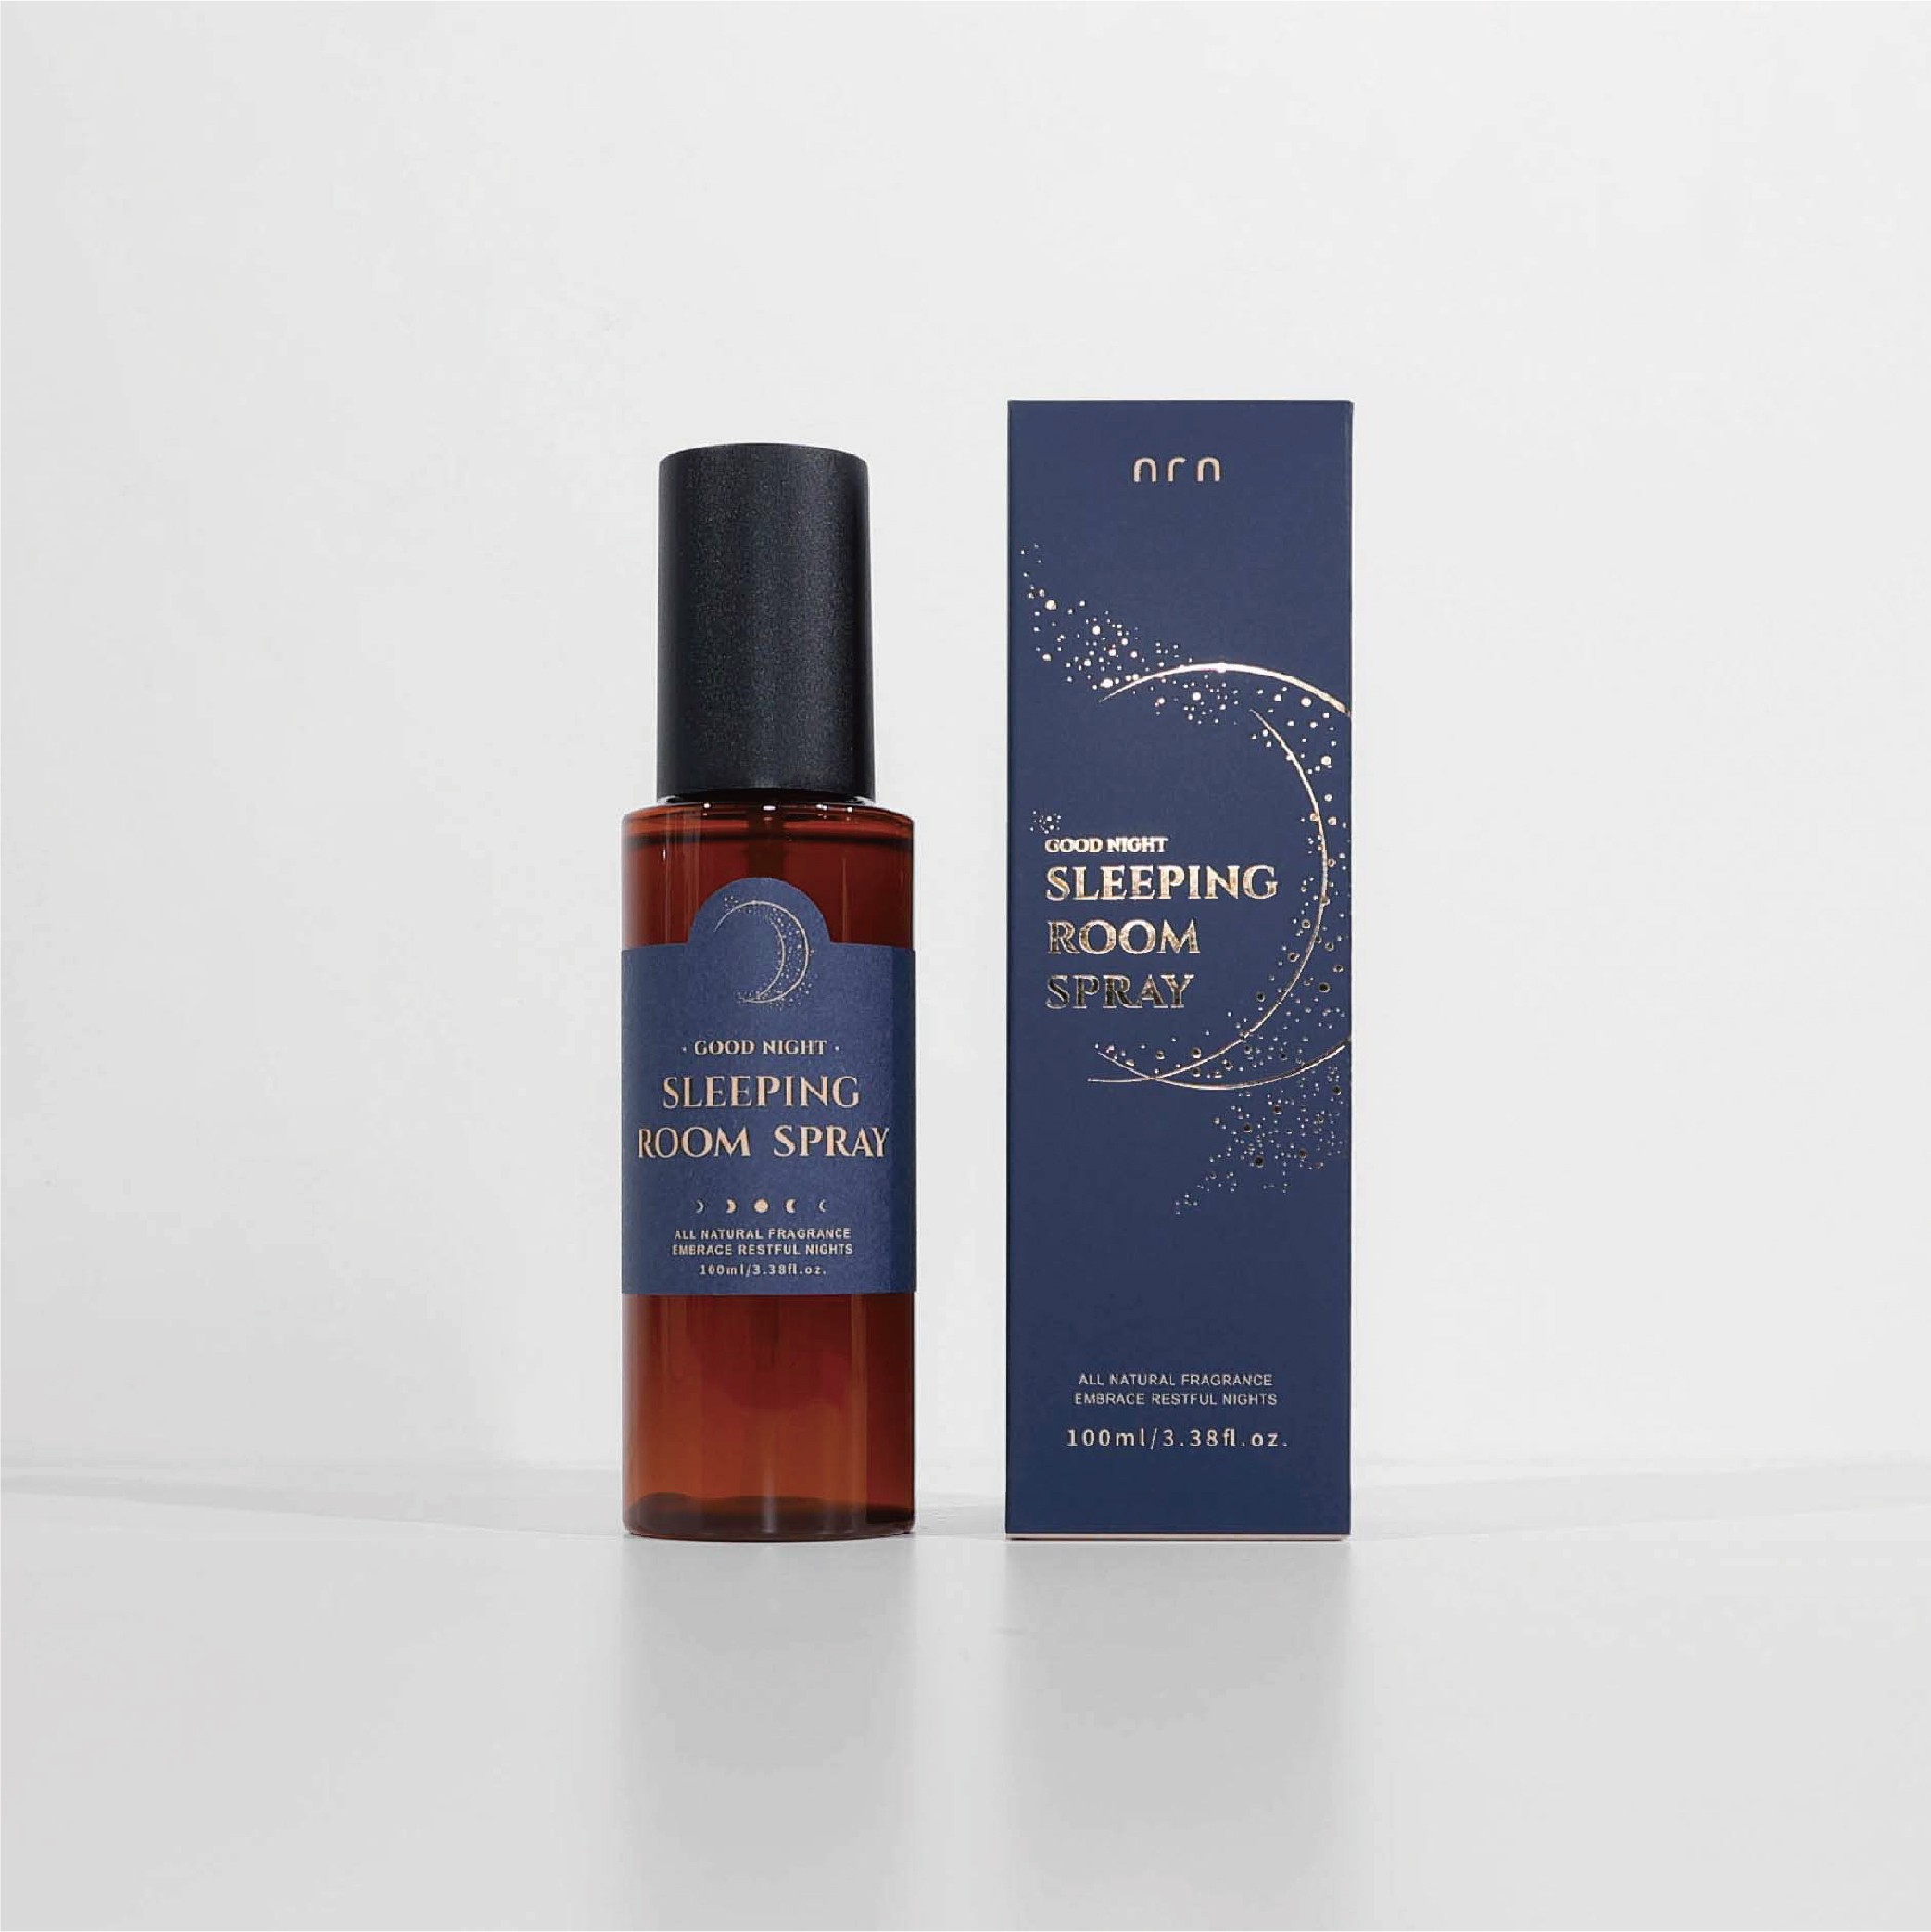 · GOOD NIGHT ·
SLEEPING
ROOM SPRAY
ALL NATURAL FRAGRANCE
EMBRACE RESTFUL NIGHTS
100ml/3.38fl.oz.
nrn
GOOD NIGHT
SLEEPING
ROOM
SPRAY
ALL NATURAL FRAGRANCE
EMBRACE RESTFUL NIGHTS
100ml/3.38fl.oz.